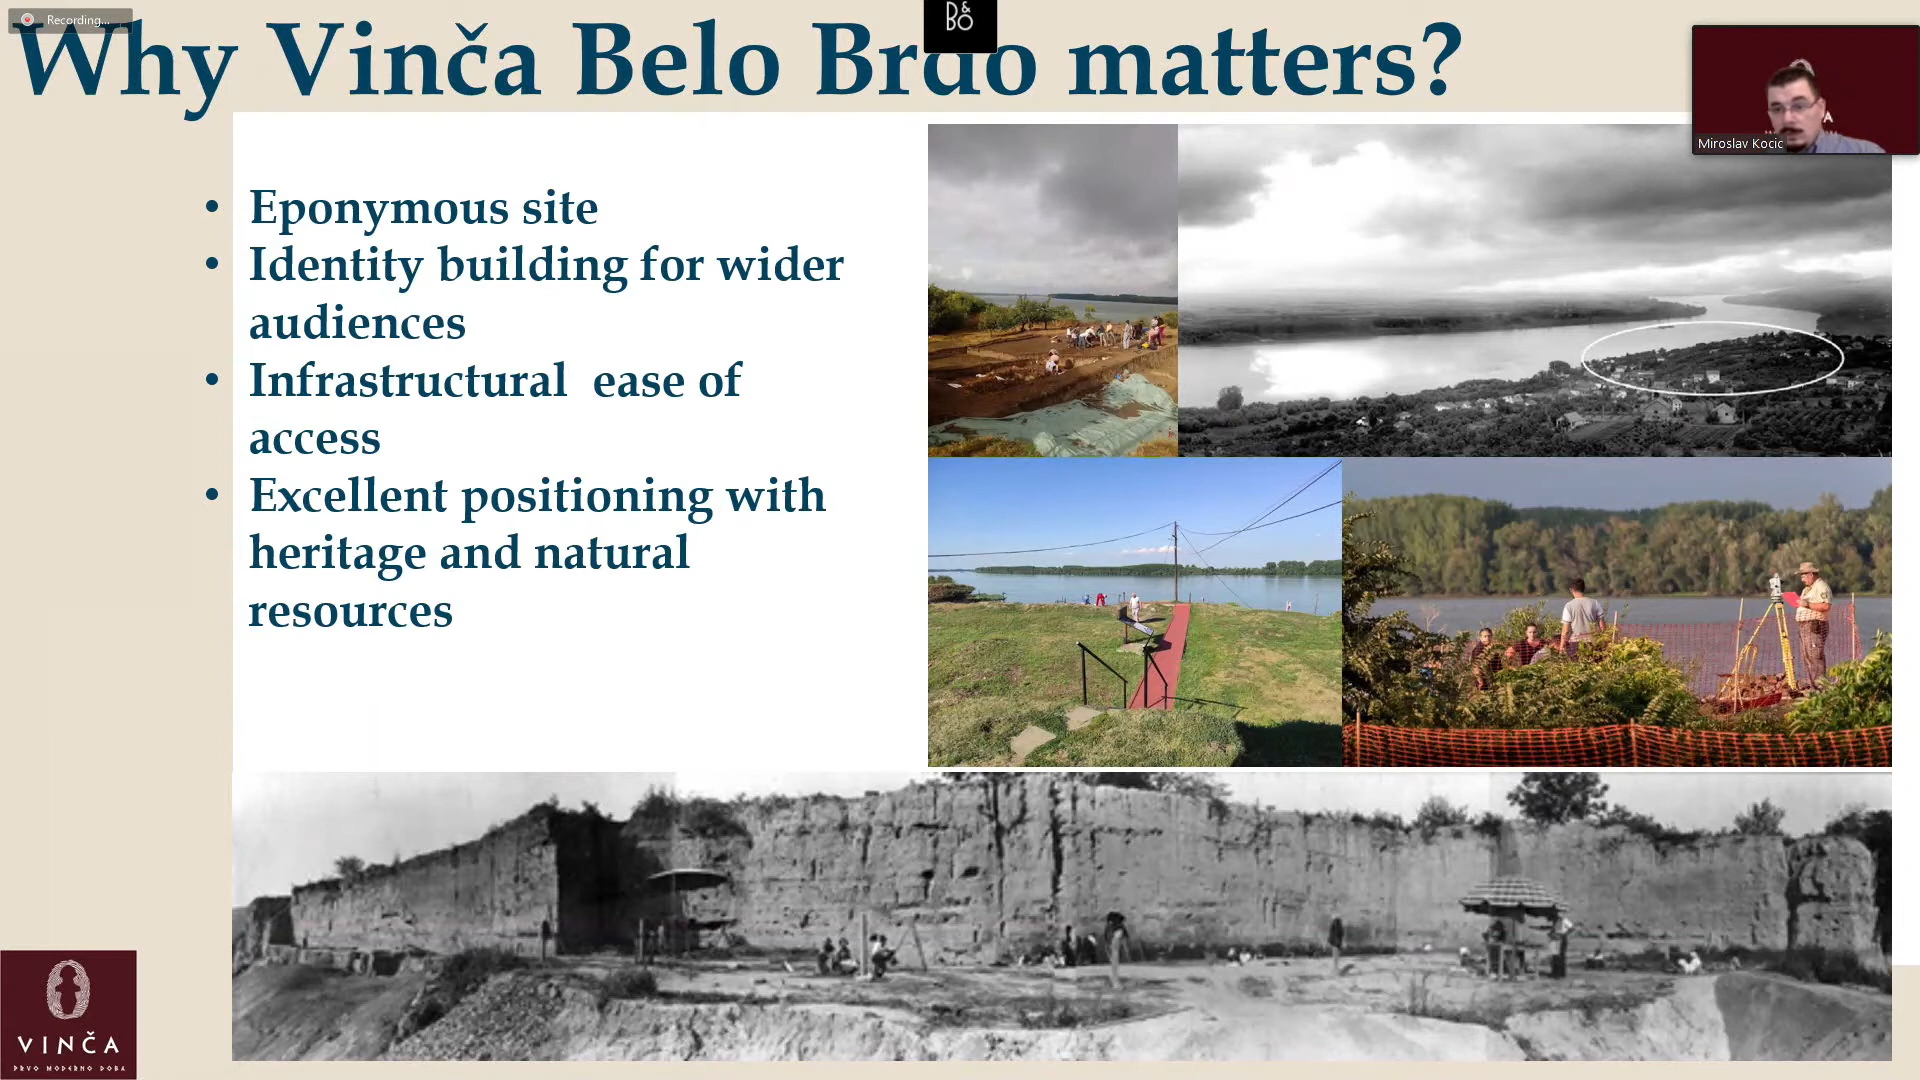 Recording...
Why Vinča Belo Brdo matters?
B&O
Miroslav Kocic
• Eponymous site
• Identity building for wider
audiences
• Infrastructural  ease of
access
• Excellent positioning with
heritage and natural
resources
VINČA
PRVO MODERNO DOBA